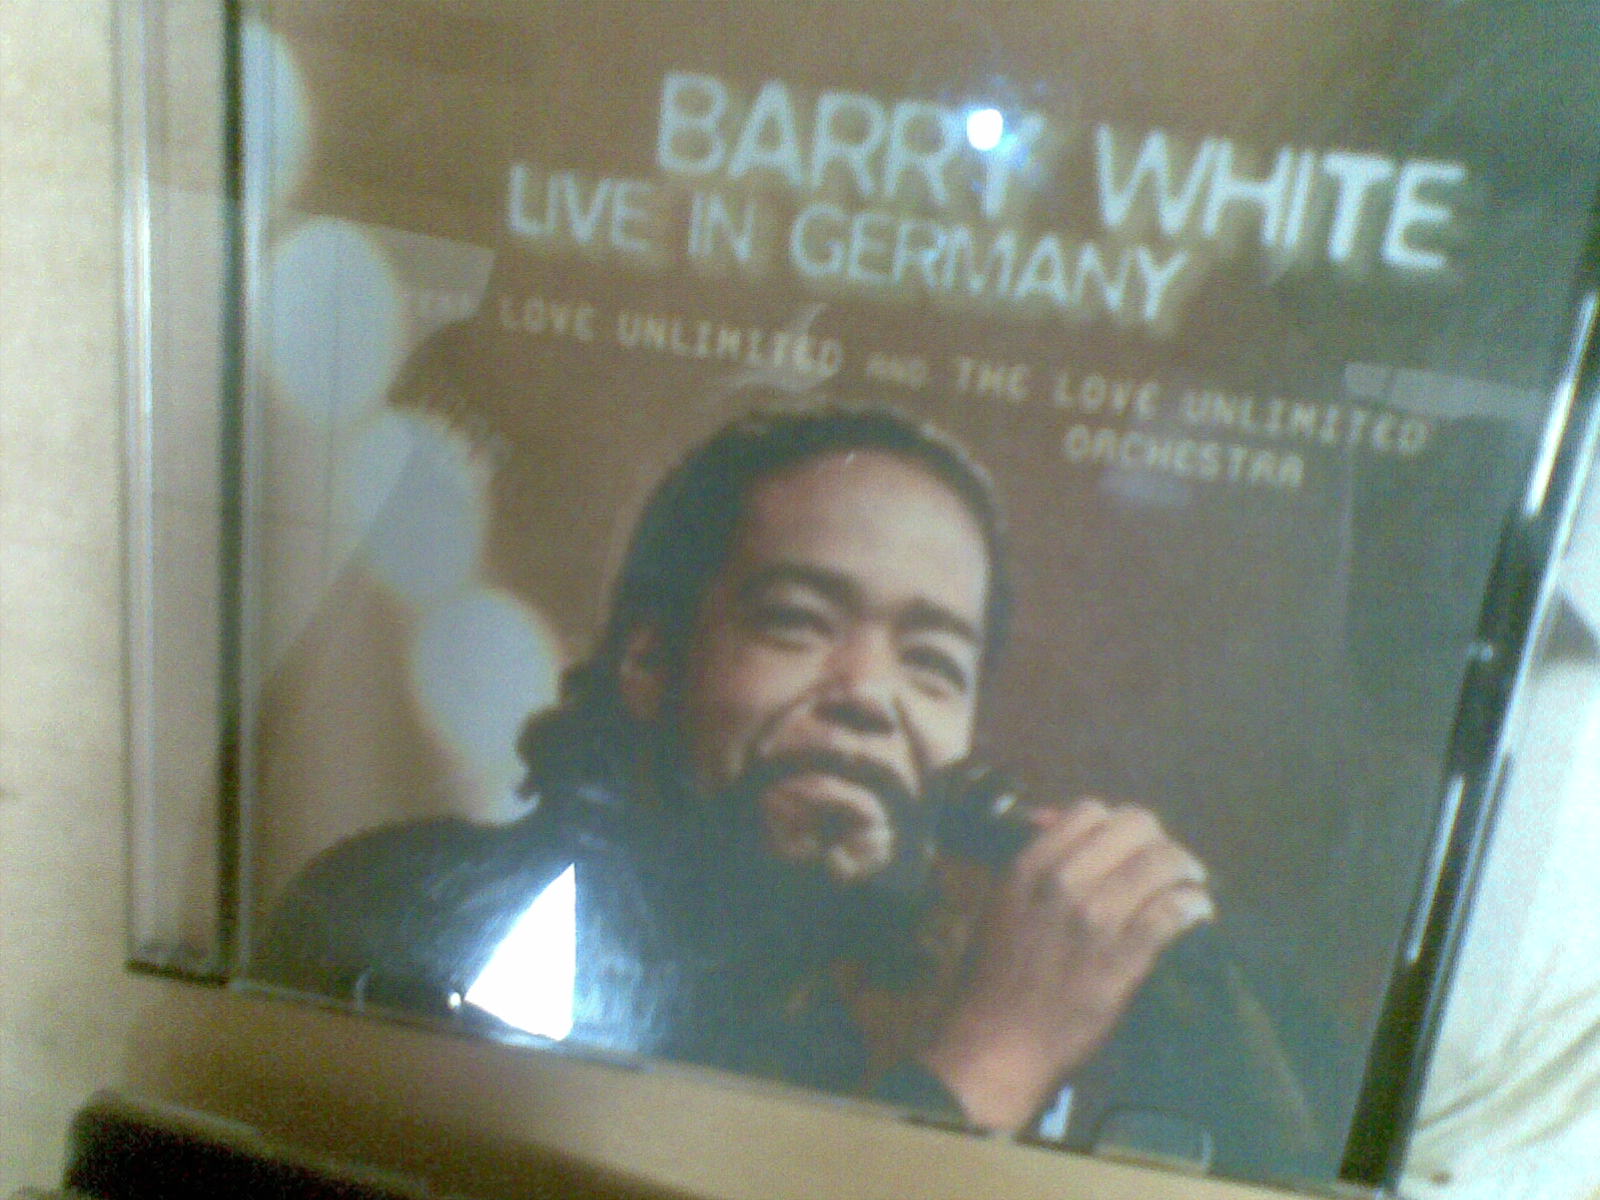 BARRY WHITE
LIVE IN GERMANY
LOVE UNLIMITED AND THE LOVE UNLIMITED
ORCHESTRA